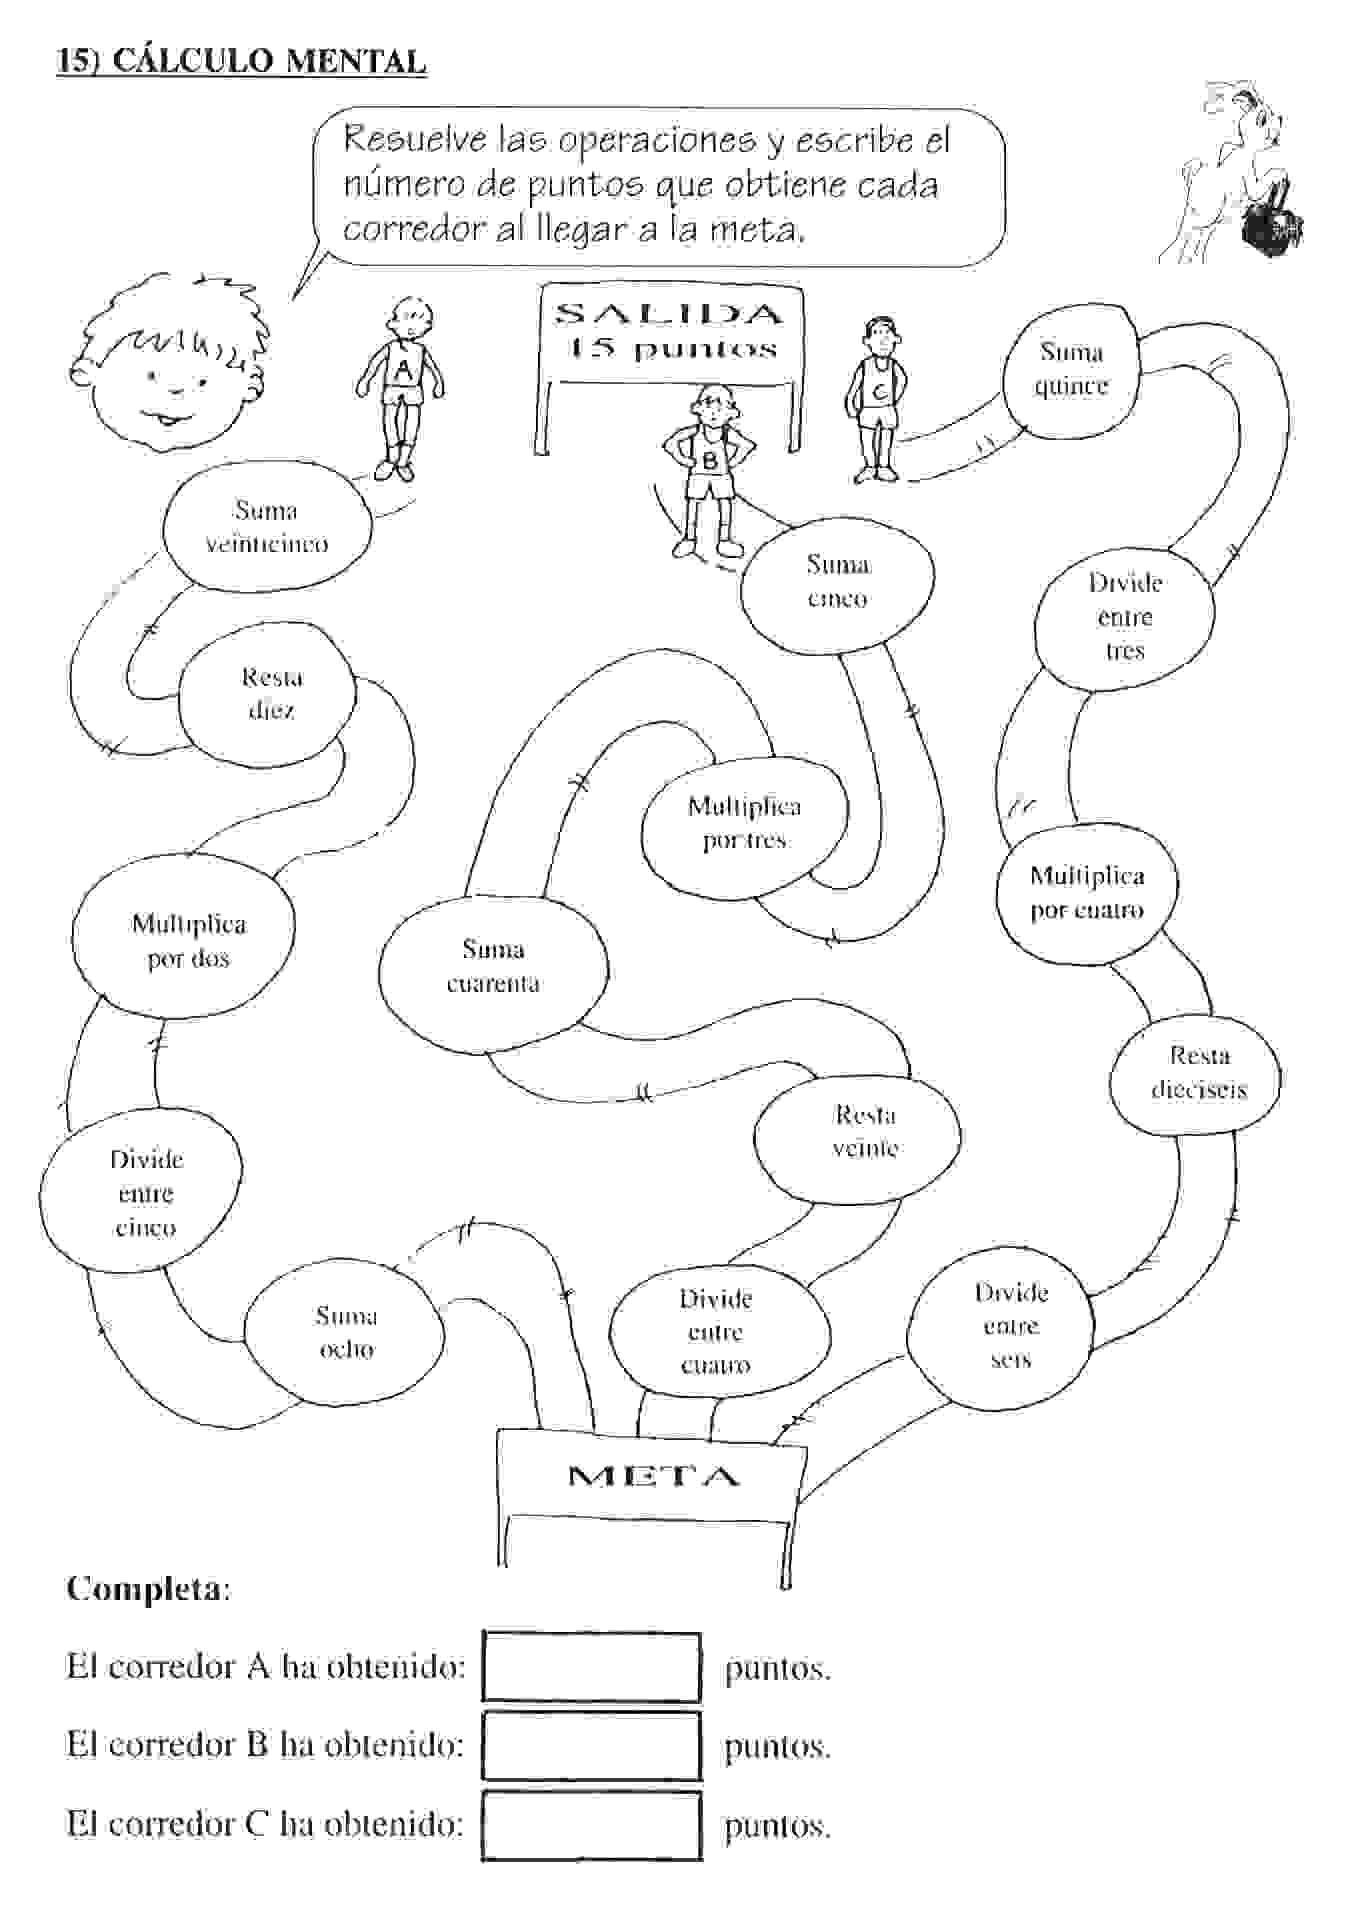 15) CÁLCULO MENTAL
Resuelve las operaciones y escribe el
número de puntos que obtiene cada
corredor al llegar a la meta.
SALIDA
15 puntos
A
B
C
Suma
quince
Suma
veinticinco
Suma
cinco
Divide
entre
tres
Resta
diez
Multiplica
por tres
Multiplica
por cuatro
Multiplica
por dos
Suma
cuarenta
Resta
dieciseis
Resta
veinte
Divide
entre
cinco
Suma
ocho
Divide
entre
cuatro
Divide
entre
seis
META
Completa:
El corredor A ha obtenido: puntos.
El corredor B ha obtenido: puntos.
El corredor C ha obtenido: puntos.